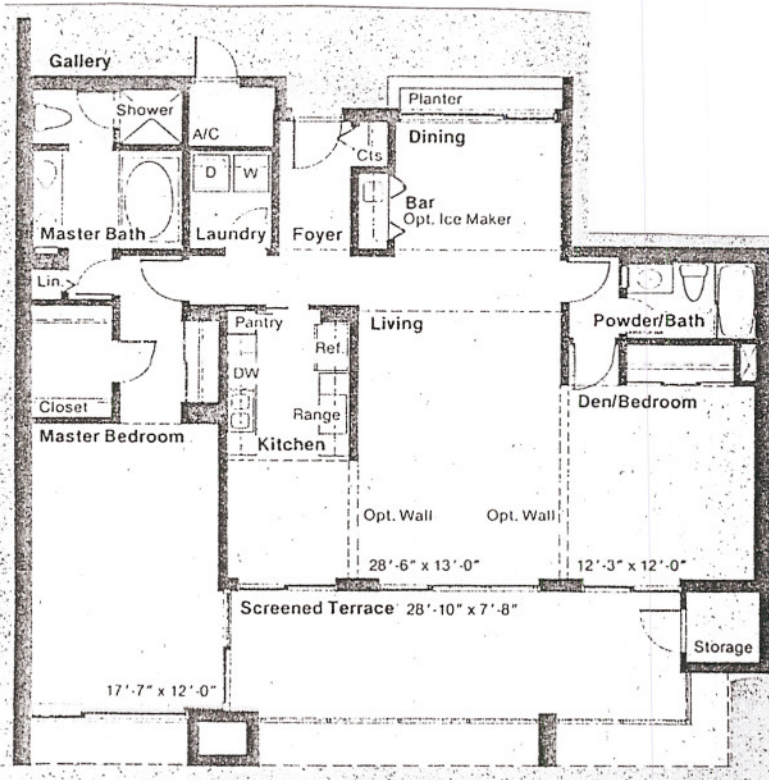 Gallery
Planter
Shower
A/C
Dining
Cts
D W
Bar
Opt. Ice Maker
Master Bath
Laundry
Foyer
Lin.
Pantry
Living
Powder/Bath
Ref.
DW
Closet
Range
Den/Bedroom
Master Bedroom
Kitchen
Opt. Wall
Opt. Wall
28'-6" x 13'-0"
12'-3" x 12'-0"
Screened Terrace 28'-10" x 7'-8"
Storage
17'-7" x 12'-0"